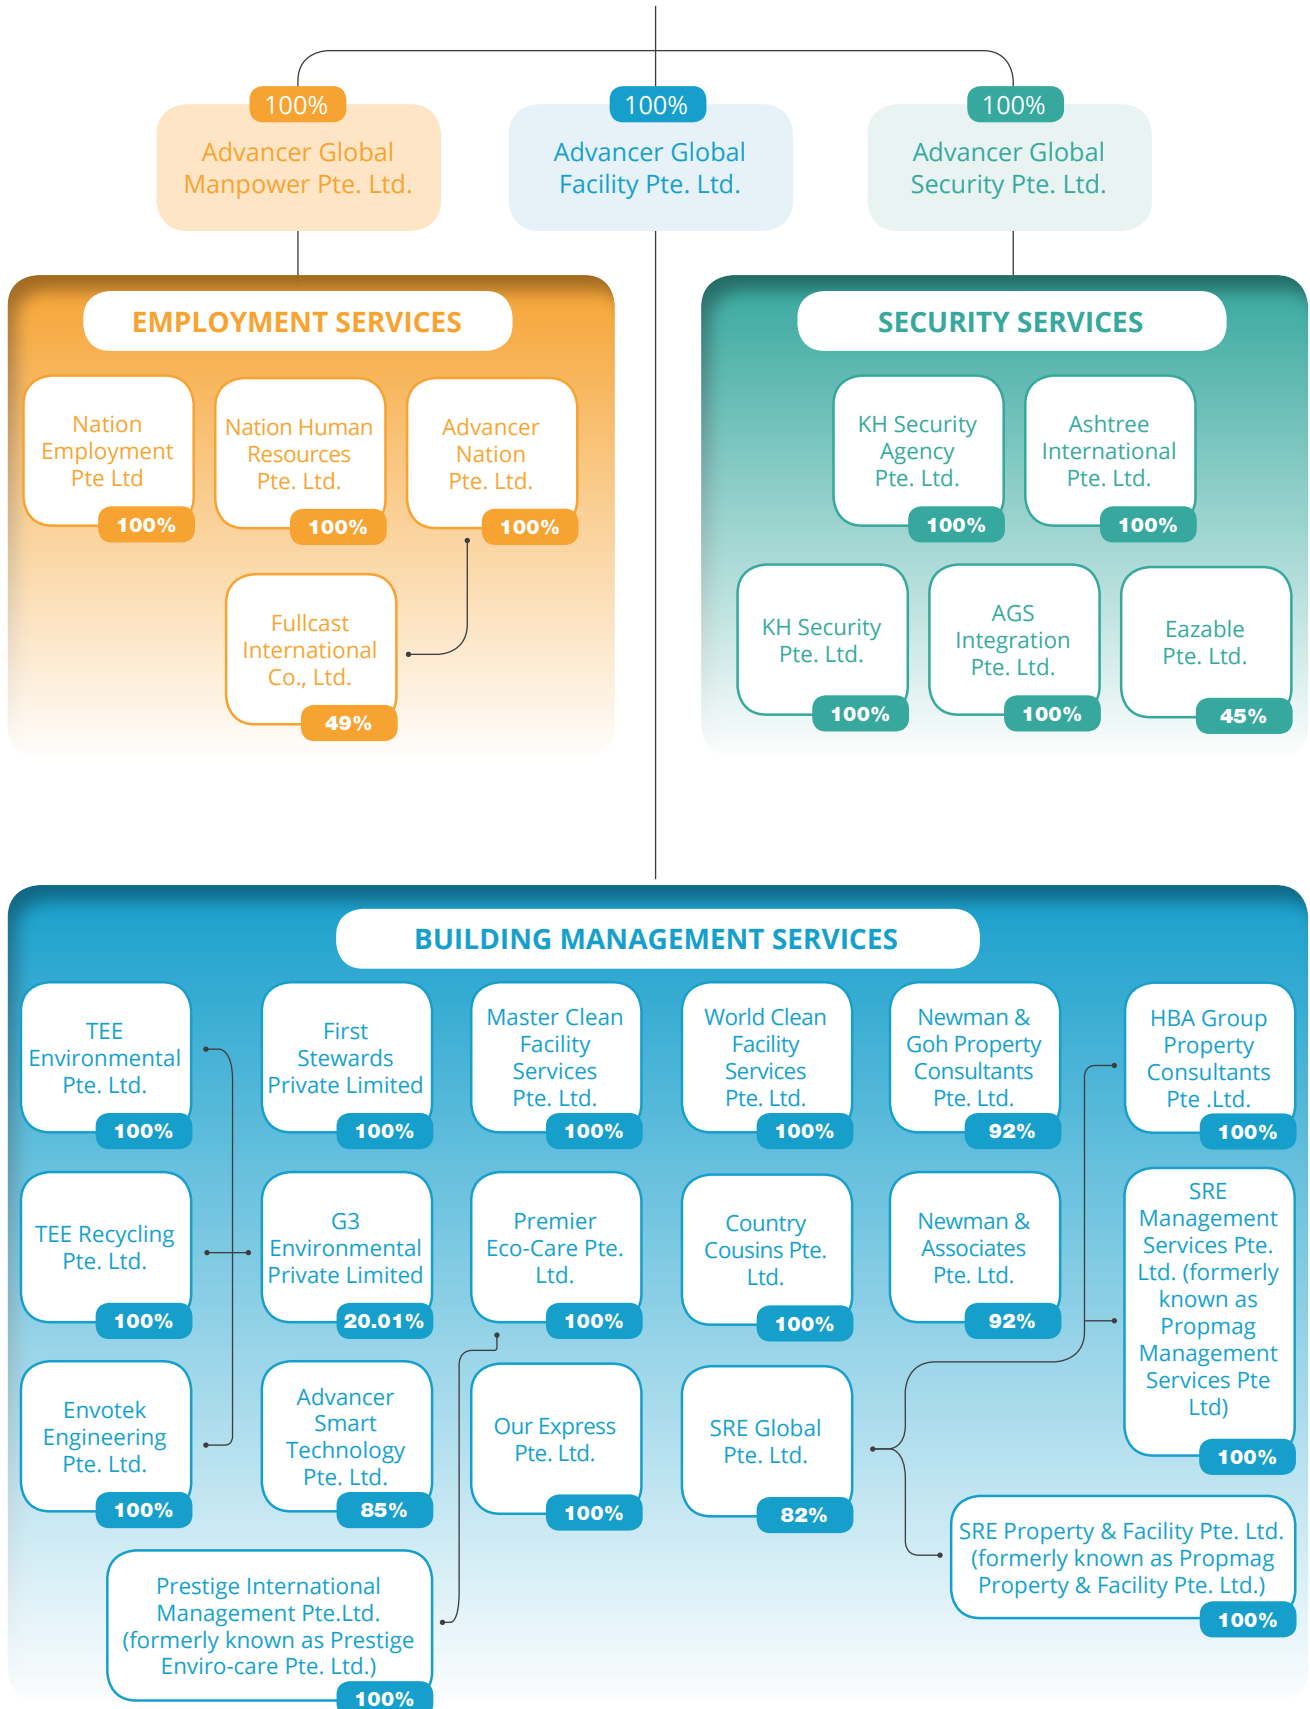 100%
Advancer Global
Manpower Pte. Ltd.
100%
Advancer Global
Facility Pte. Ltd.
100%
Advancer Global
Security Pte. Ltd.
EMPLOYMENT SERVICES
Nation
Employment
Pte Ltd
100%
Nation Human
Resources
Pte. Ltd.
100%
Advancer
Nation
Pte. Ltd.
100%
Fullcast
International
Co., Ltd.
49%
SECURITY SERVICES
KH Security
Agency
Pte. Ltd.
100%
Ashtree
International
Pte. Ltd.
100%
KH Security
Pte. Ltd.
100%
AGS
Integration
Pte. Ltd.
100%
Eazable
Pte. Ltd.
45%
BUILDING MANAGEMENT SERVICES
TEE
Environmental
Pte. Ltd.
100%
First
Stewards
Private Limited
100%
Master Clean
Facility
Services
Pte. Ltd.
100%
World Clean
Facility
Services
Pte. Ltd.
100%
Newman &
Goh Property
Consultants
Pte. Ltd.
92%
HBA Group
Property
Consultants
Pte .Ltd.
100%
TEE Recycling
Pte. Ltd.
100%
G3
Environmental
Private Limited
20.01%
Premier
Eco-Care Pte.
Ltd.
100%
Country
Cousins Pte.
Ltd.
100%
Newman &
Associates
Pte. Ltd.
92%
SRE
Management
Services Pte.
Ltd. (formerly
known as
Propmag
Management
Services Pte
Ltd)
100%
Envotek
Engineering
Pte. Ltd.
100%
Advancer
Smart
Technology
Pte. Ltd.
85%
Our Express
Pte. Ltd.
100%
SRE Global
Pte. Ltd.
82%
SRE Property & Facility Pte. Ltd.
(formerly known as Propmag
Property & Facility Pte. Ltd.)
100%
Prestige International
Management Pte.Ltd.
(formerly known as Prestige
Enviro-care Pte. Ltd.)
100%